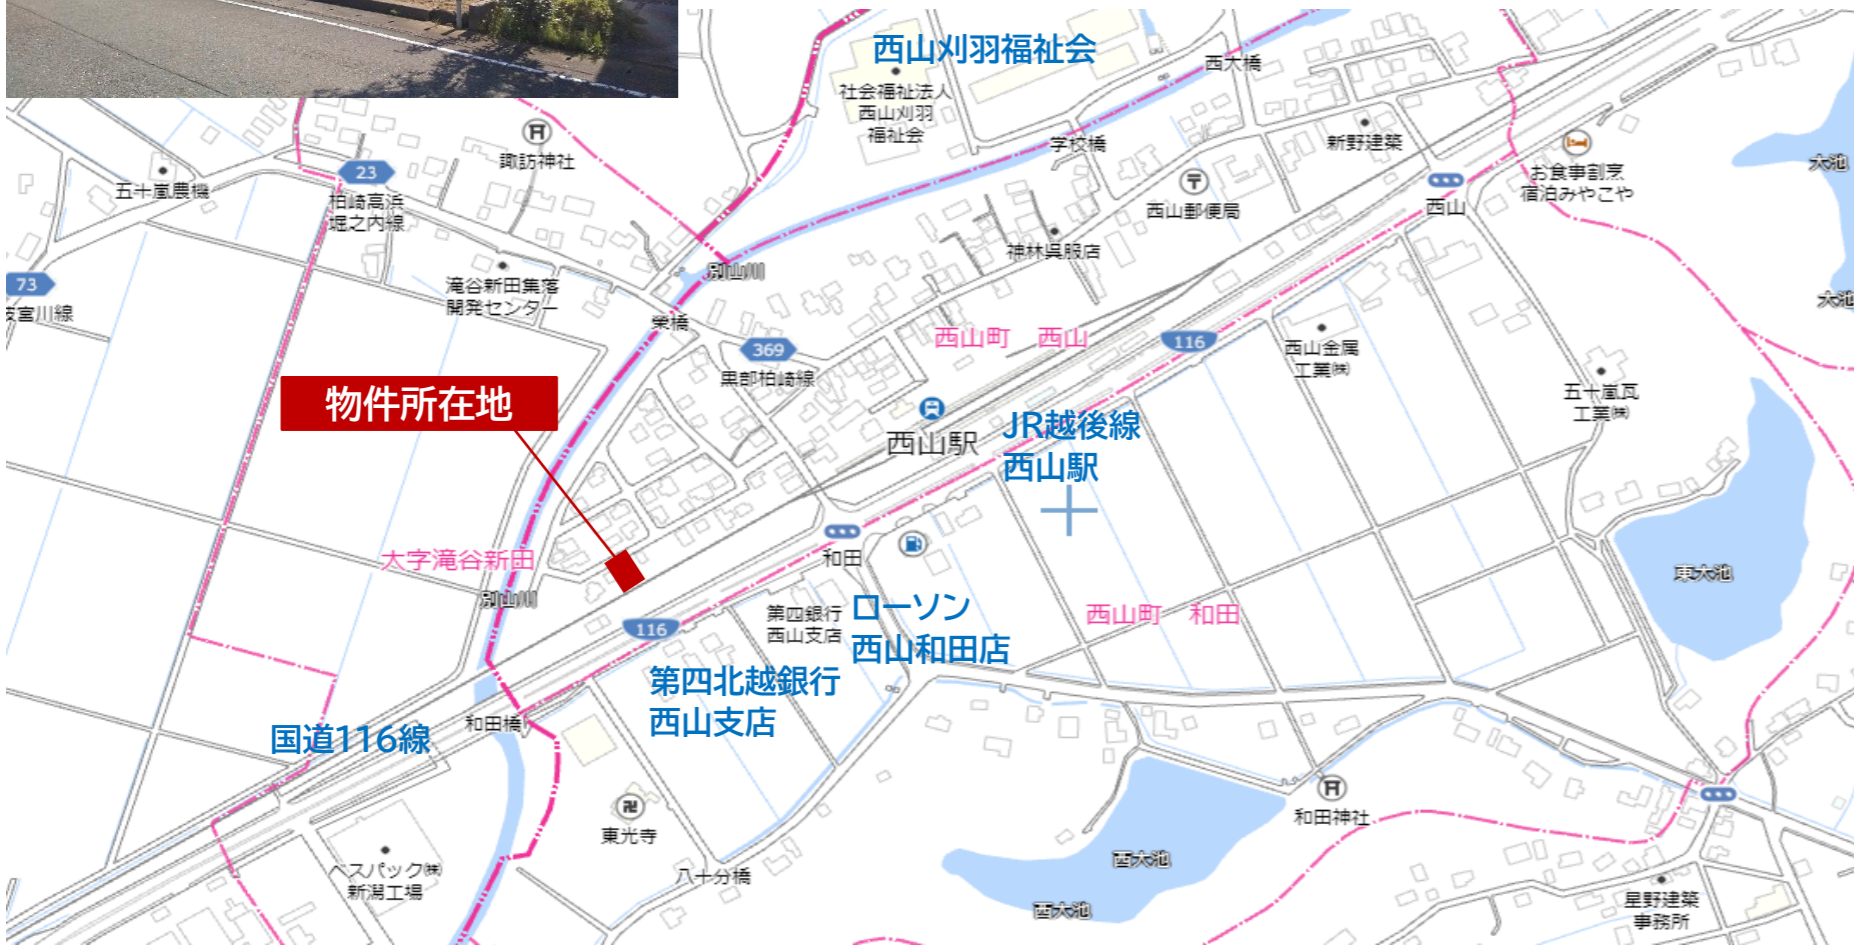 西山刈羽福祉会
社会福祉法人
西山刈羽
福祉会
西大橋
学校橋
新野建築
大池
お食事割烹
宿泊みやこや
諏訪神社
23
柏崎高浜
堀之内線
五十嵐農機
西山郵便局
西山
神林呉服店
別山川
73
宮川線
滝谷新田集落
開発センター
大池
榮橋
西山町 西山
116
369
黒部柏崎線
西山金属
工業㈱
五十嵐瓦
工業㈱
物件所在地
西山駅
JR越後線
西山駅
大字滝谷新田
和田
東大池
別山川
116
第四銀行
西山支店
ローソン
西山和田店
西山町 和田
第四北越銀行
西山支店
国道116線
和田橋
和田神社
東光寺
ベスパック㈱
新潟工場
八十分橋
西大池
西大池
星野建築
事務所